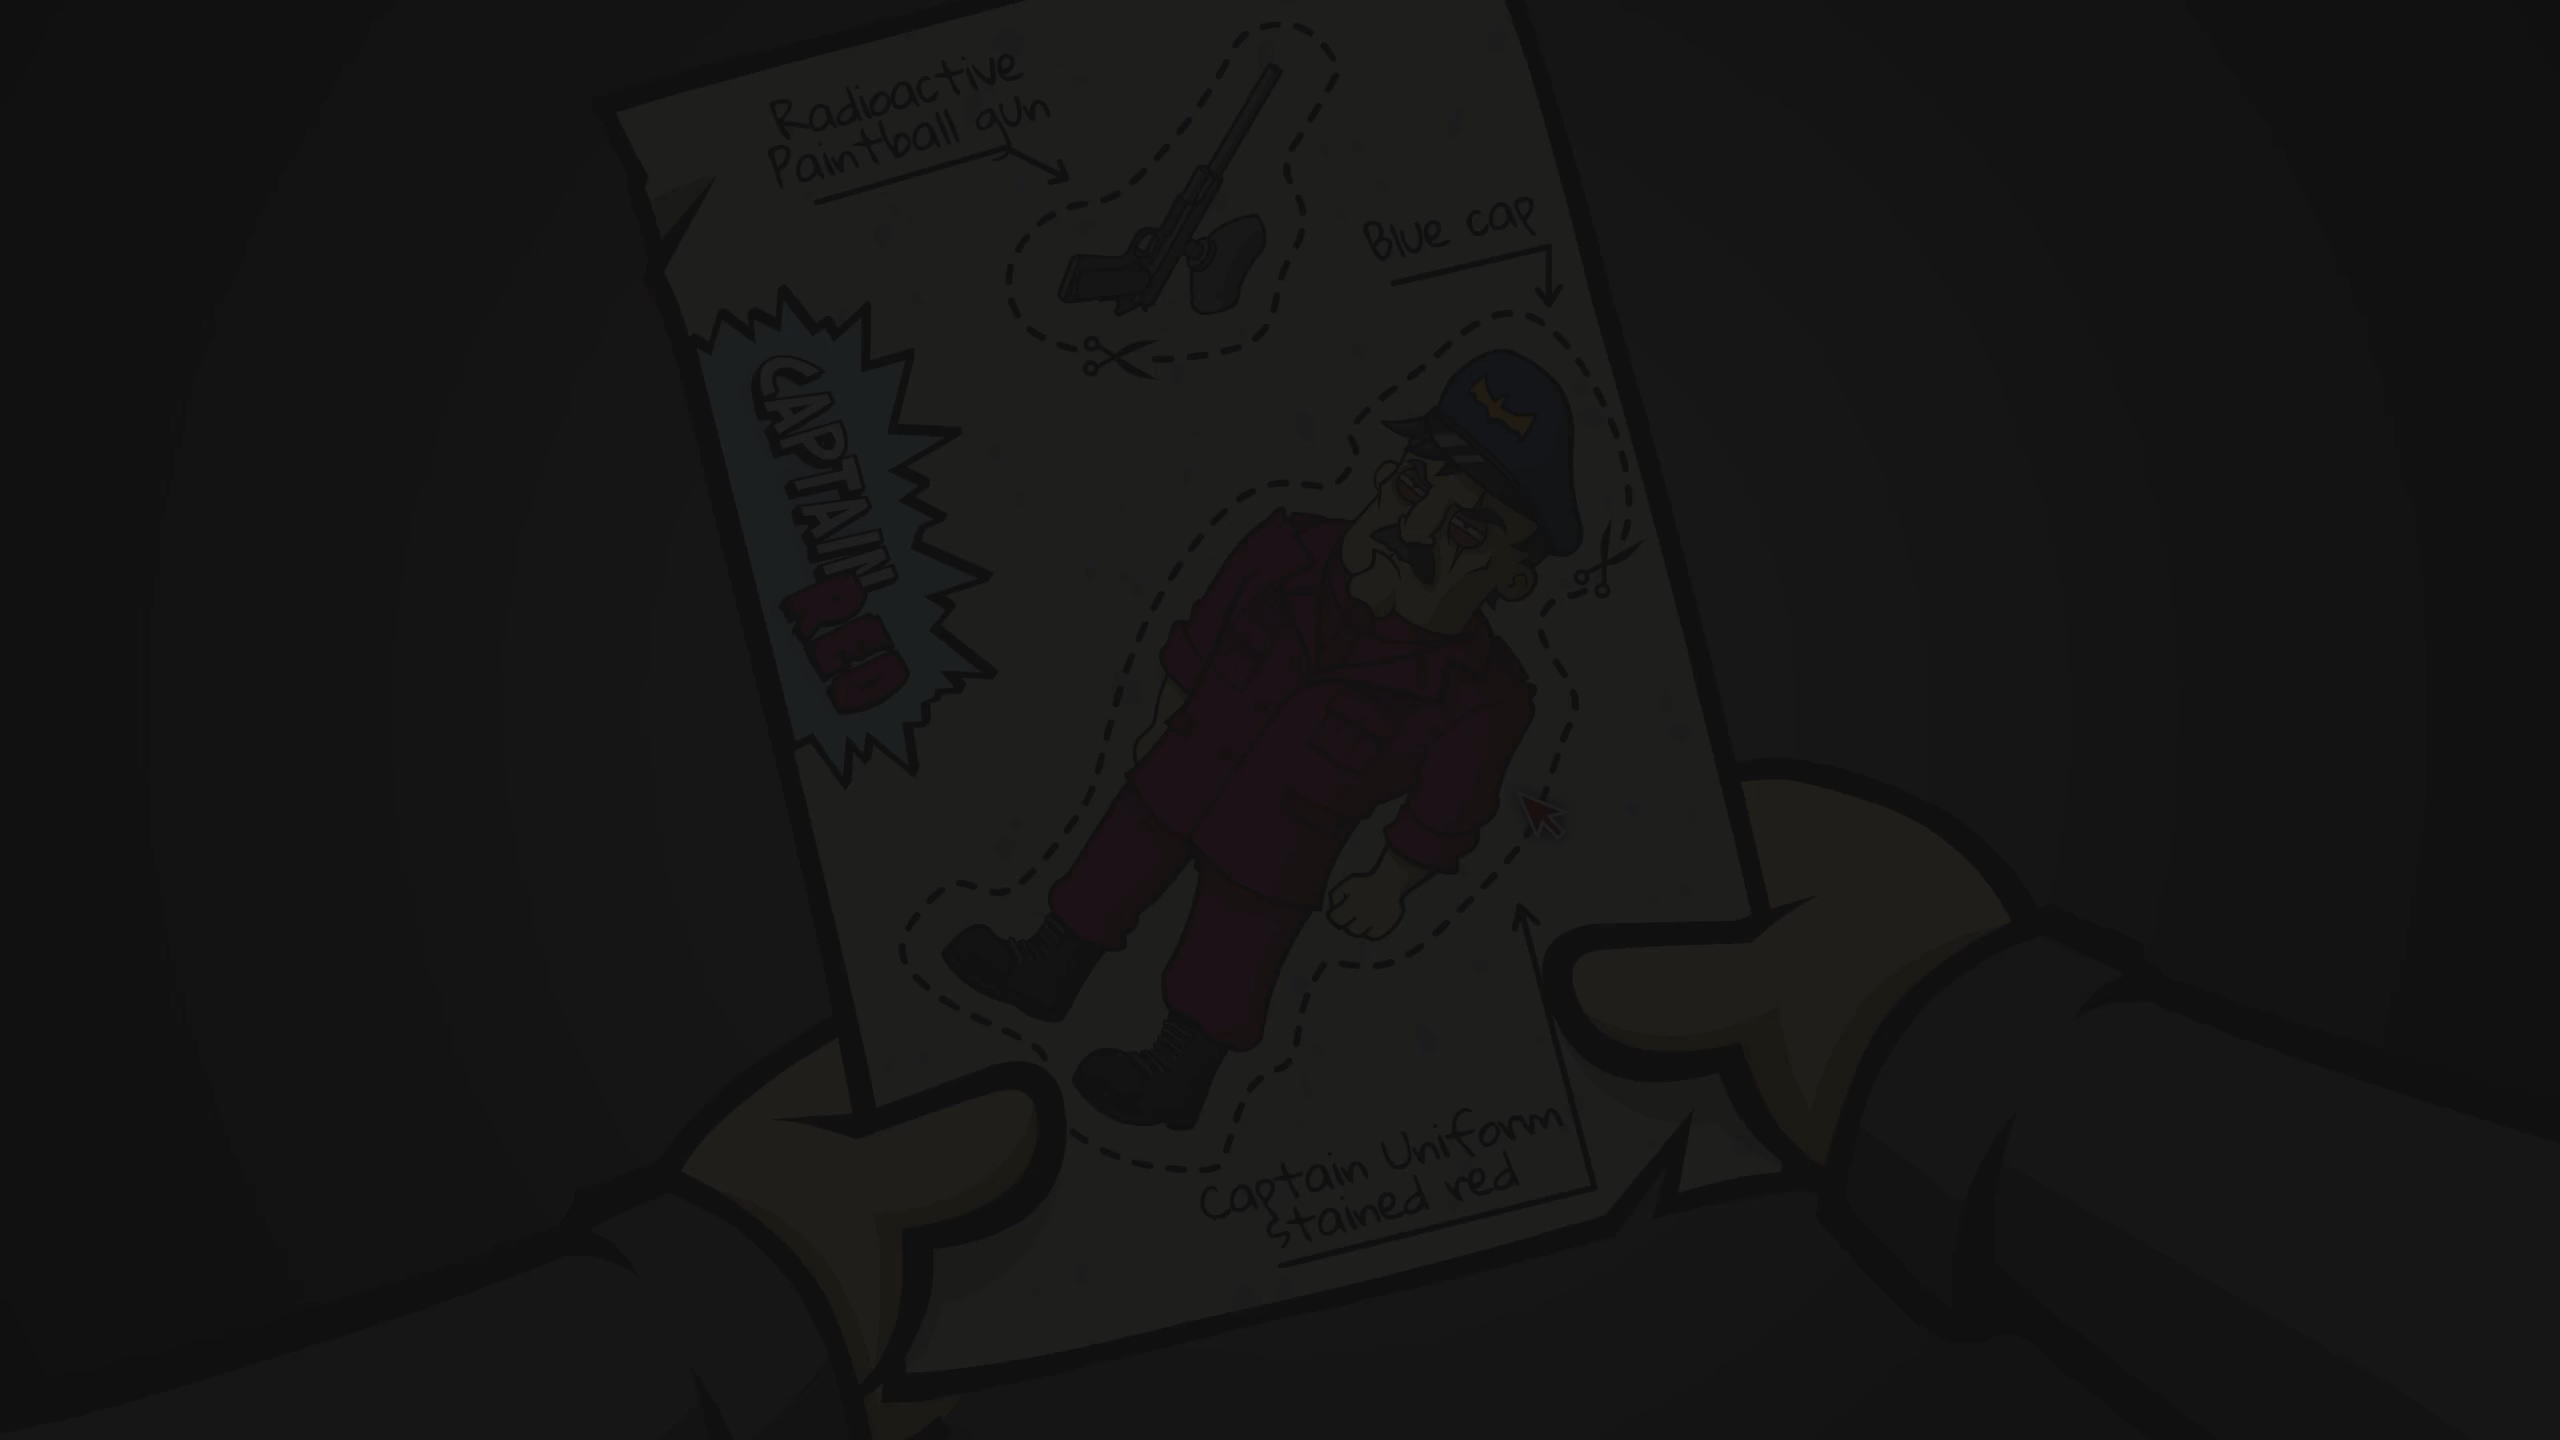 Radioactive
Paintball gun
Blue cap
CAPTAIN
RED
Captain Uniform
stained red